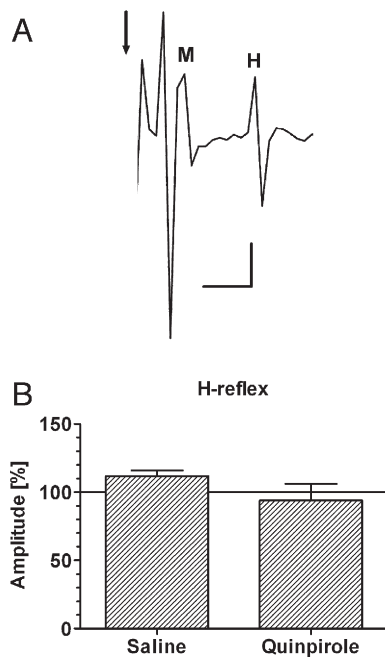 A
M
H
B
H-reflex
Amplitude [%]
150
100
50
0
Saline
Quinpirole